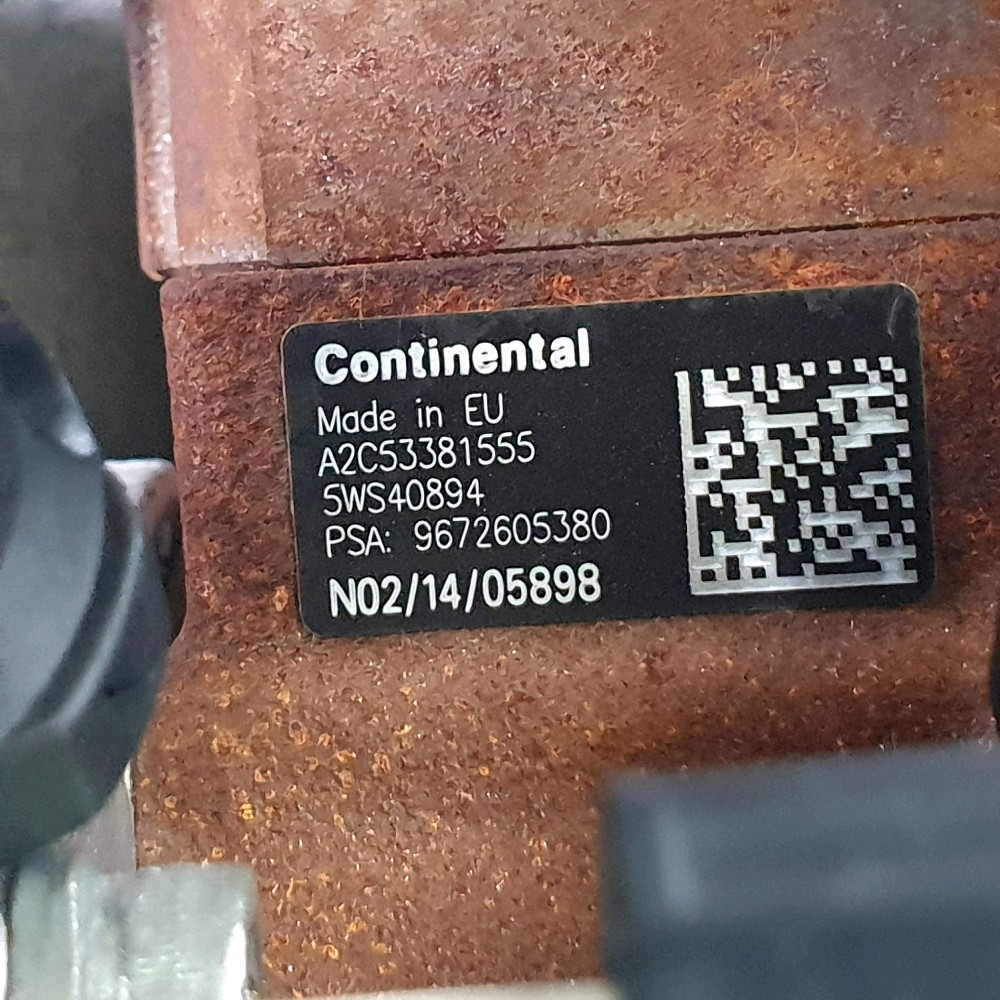 Continental
Made in EU
A2C53381555
5WS40894
PSA: 9672605380
N02/14/05898